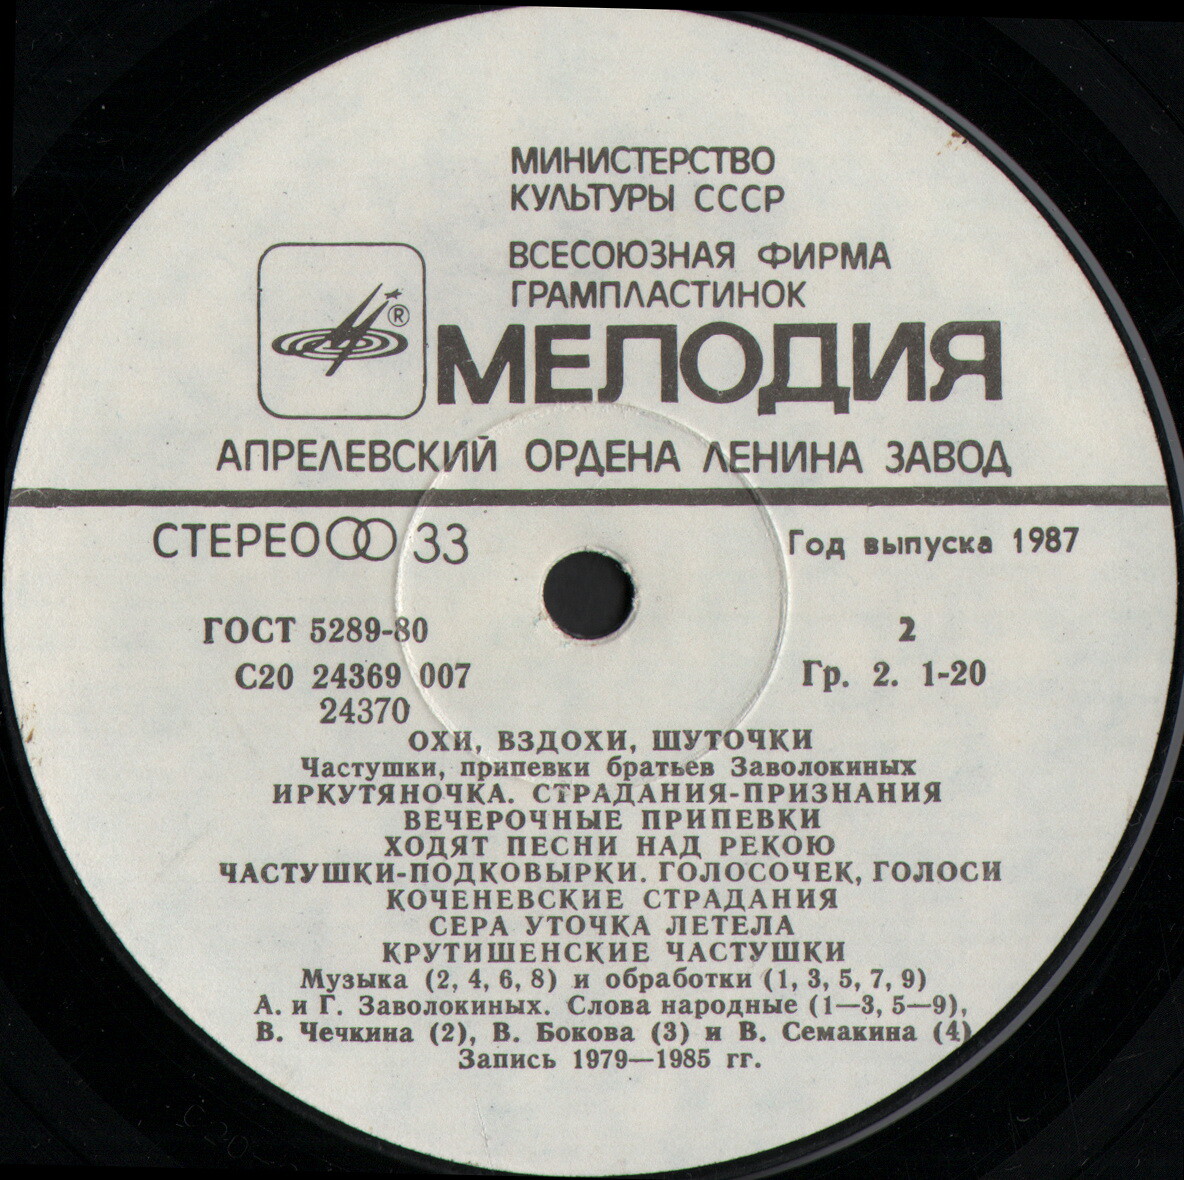 МИНИСТЕРСТВО
КУЛЬТУРЫ СССР
ВСЕСОЮЗНАЯ ФИРМА
ГРАМПЛАСТИНОК
®
МЕЛОДИЯ
АПРЕЛЕВСКИЙ ОРДЕНА ЛЕНИНА ЗАВОД
СТЕРЕО 33
Год выпуска 1987
ГОСТ 5289-80
2
С20 24369 007
Гр. 2. 1-20
24370
ОХИ, ВЗДОХИ, ШУТОЧКИ
Частушки, припевки братьев Заволокиных
ИРКУТЯНОЧКА. СТРАДАНИЯ-ПРИЗНАНИЯ
ВЕЧЕРОЧНЫЕ ПРИПЕВКИ
ХОДЯТ ПЕСНИ НАД РЕКОЮ
ЧАСТУШКИ-ПОДКОВЫРКИ. ГОЛОСОЧЕК, ГОЛОСИ
КОЧЕНЕВСКИЕ СТРАДАНИЯ
СЕРА УТОЧКА ЛЕТЕЛА
КРУТИШЕНСКИЕ ЧАСТУШКИ
Музыка (2, 4, 6, 8) и обработки (1, 3, 5, 7, 9)
А. и Г. Заволокиных. Слова народные (1—3, 5—9),
В. Чечкина (2), В. Бокова (3) и В. Семакина (4)
Запись 1979—1985 гг.